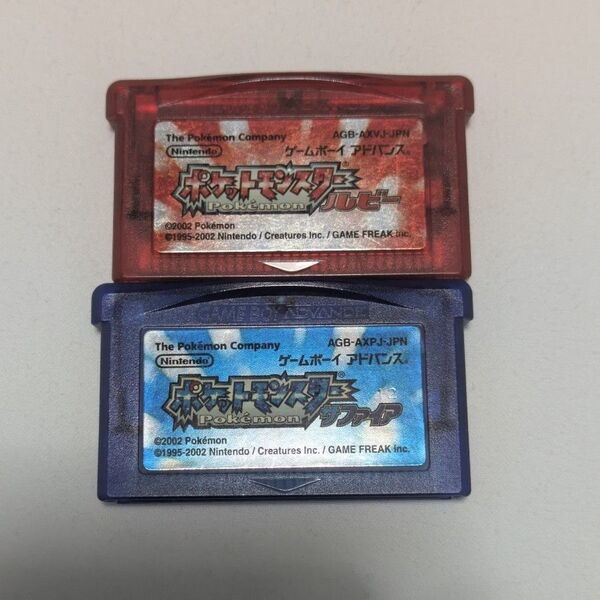 The Pokémon Company
AGB-AXVJ-JPN
Nintendo
ゲームボーイ アドバンス®
ポケットモンスター
Pokémon
ルビー
©2002 Pokémon
©1995-2002 Nintendo / Creatures Inc. / GAME FREAK inc.
GAME BOY ADVANCE
The Pokémon Company
AGB-AXPJ-JPN
Nintendo
ゲームボーイ アドバンス®
ポケットモンスター
Pokémon
サファイア
©2002 Pokémon
©1995-2002 Nintendo / Creatures Inc. / GAME FREAK inc.